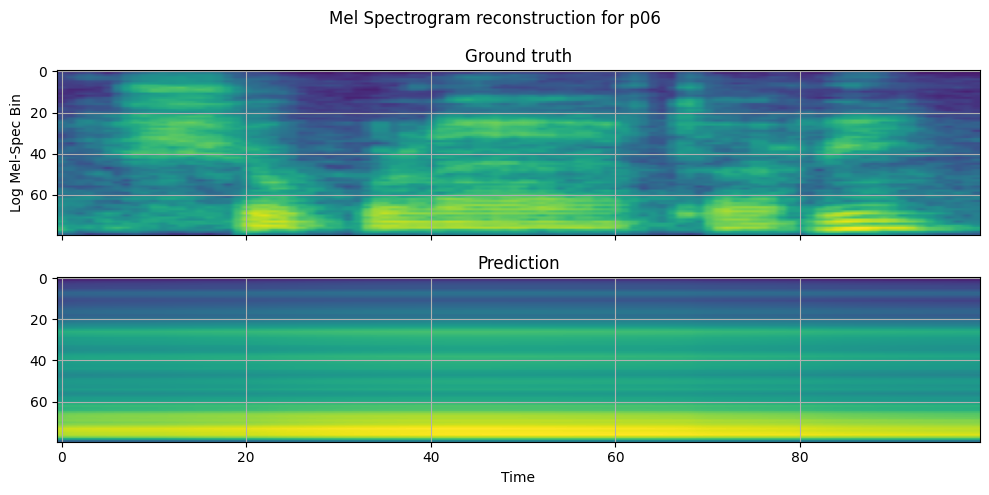 Mel Spectrogram reconstruction for p06
Ground truth
0
20
40
60
Log Mel-Spec Bin
Prediction
0
20
40
60
0 20 40 60 80
Time